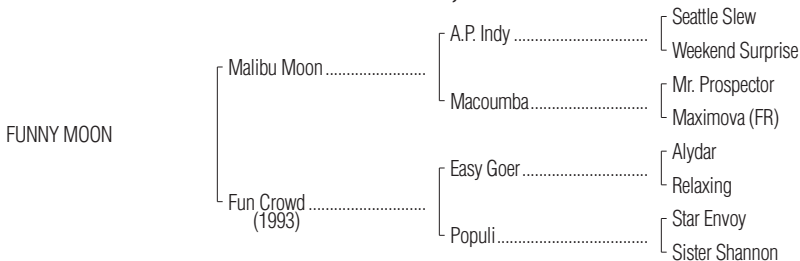 Seattle Slew
A.P. Indy
Weekend Surprise
Malibu Moon
Mr. Prospector
Macoumba
Maximova (FR)
FUNNY MOON
Alydar
Easy Goer
Relaxing
Fun Crowd
(1993)
Star Envoy
Populi
Sister Shannon